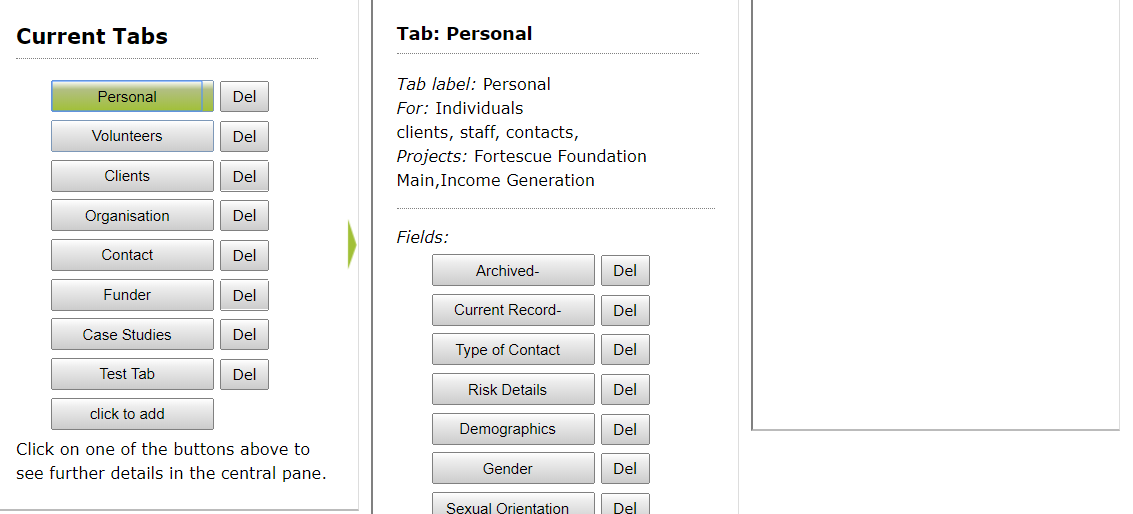 Current Tabs
Personal Del
Volunteers Del
Clients Del
Organisation Del
Contact Del
Funder Del
Case Studies Del
Test Tab Del
click to add
Click on one of the buttons above to
see further details in the central pane.
Tab: Personal
Tab label: Personal
For: Individuals
clients, staff, contacts,
Projects: Fortescue Foundation
Main,Income Generation
Fields:
Archived- Del
Current Record- Del
Type of Contact Del
Risk Details Del
Demographics Del
Gender Del
Sexual Orientation Del